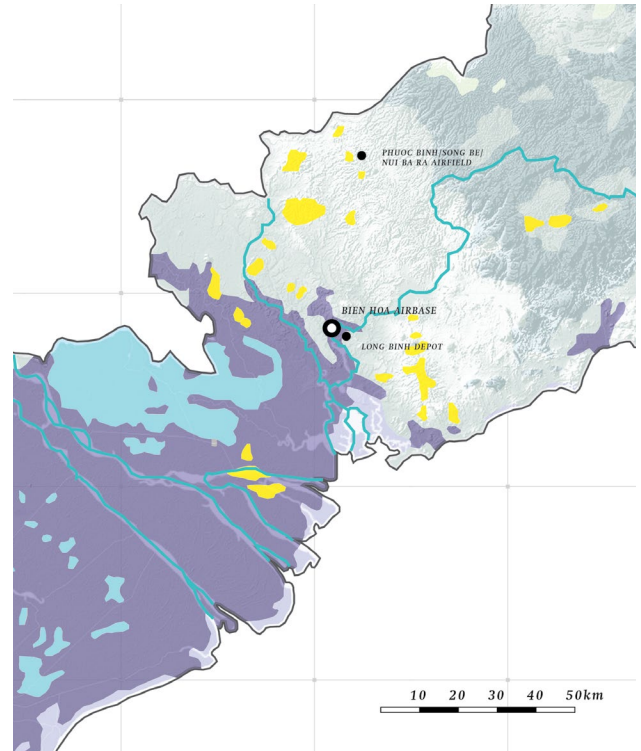 PHUOC BINH/SONG BE/
NUI BA RA AIRFIELD
BIEN HOA AIRBASE
LONG BINH DEPOT
10 20 30 40 50km